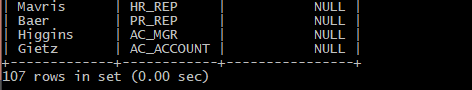 | Mavris      | HR_REP     |           NULL |
| Baer        | PR_REP     |           NULL |
| Higgins     | AC_MGR     |           NULL |
| Gietz       | AC_ACCOUNT |           NULL |
+-------------+------------+----------------+
107 rows in set (0.00 sec)